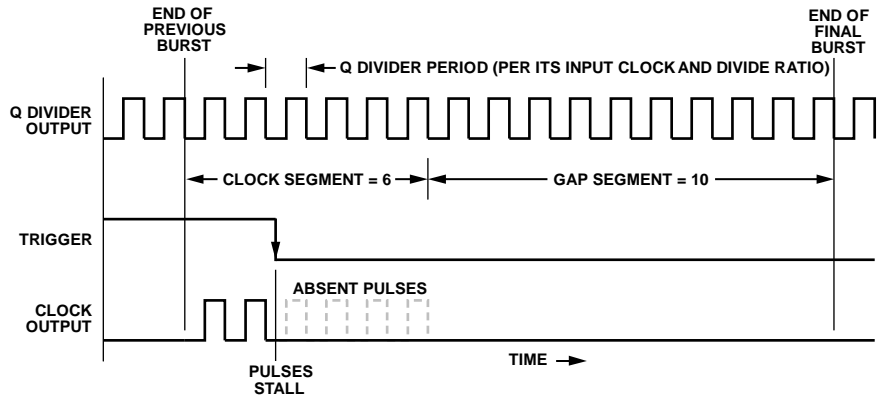 END OF
PREVIOUS
BURST
END OF
FINAL
BURST
Q DIVIDER PERIOD (PER ITS INPUT CLOCK AND DIVIDE RATIO)
Q DIVIDER
OUTPUT
CLOCK SEGMENT = 6
GAP SEGMENT = 10
TRIGGER
ABSENT PULSES
CLOCK
OUTPUT
TIME
PULSES
STALL